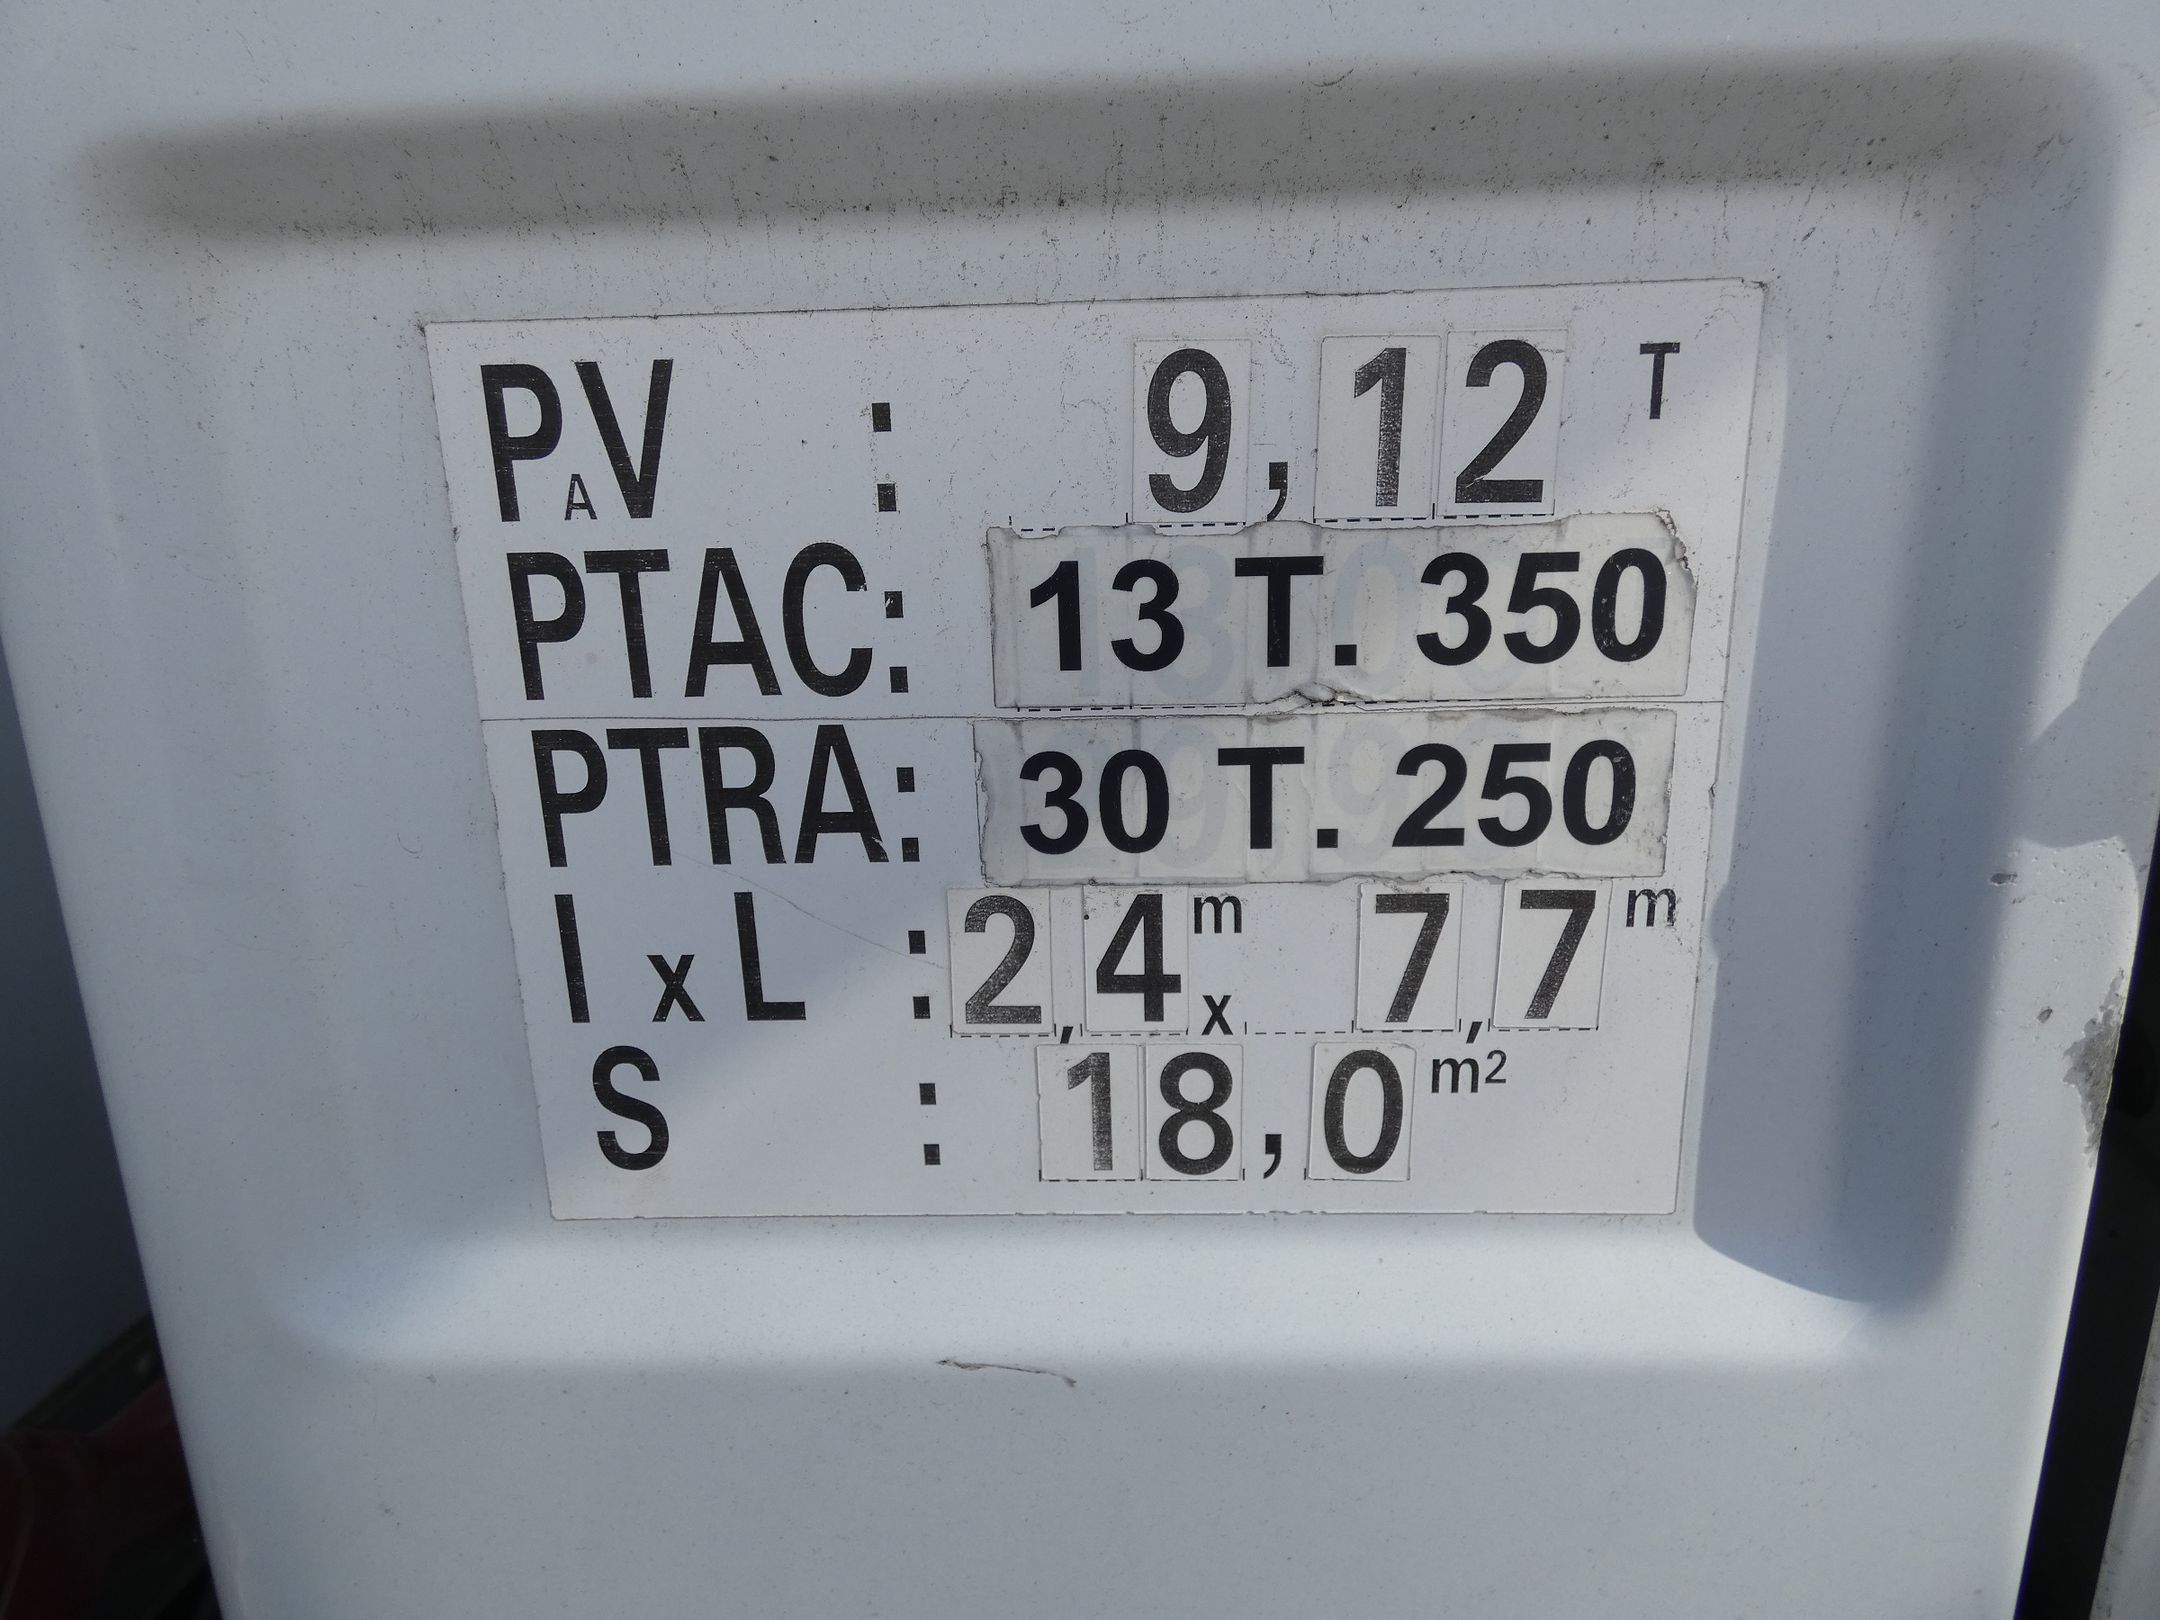 PAV : 9,12 T
PTAC: 13 T. 350
PTRA: 30 T. 250
l x L : 2,4 m x 7,7 m
S : 18,0 m2